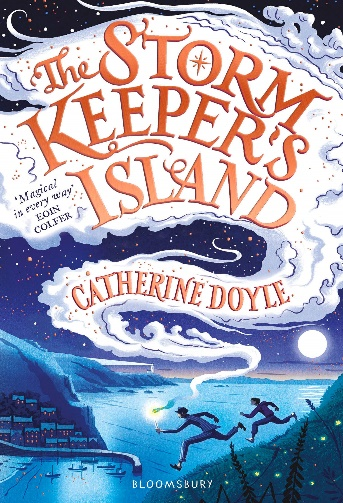 The STORM
KEEPER'S
ISLAND
'Magical
in every way'
EOIN
COLFER
CATHERINE DOYLE
BLOOMSBURY